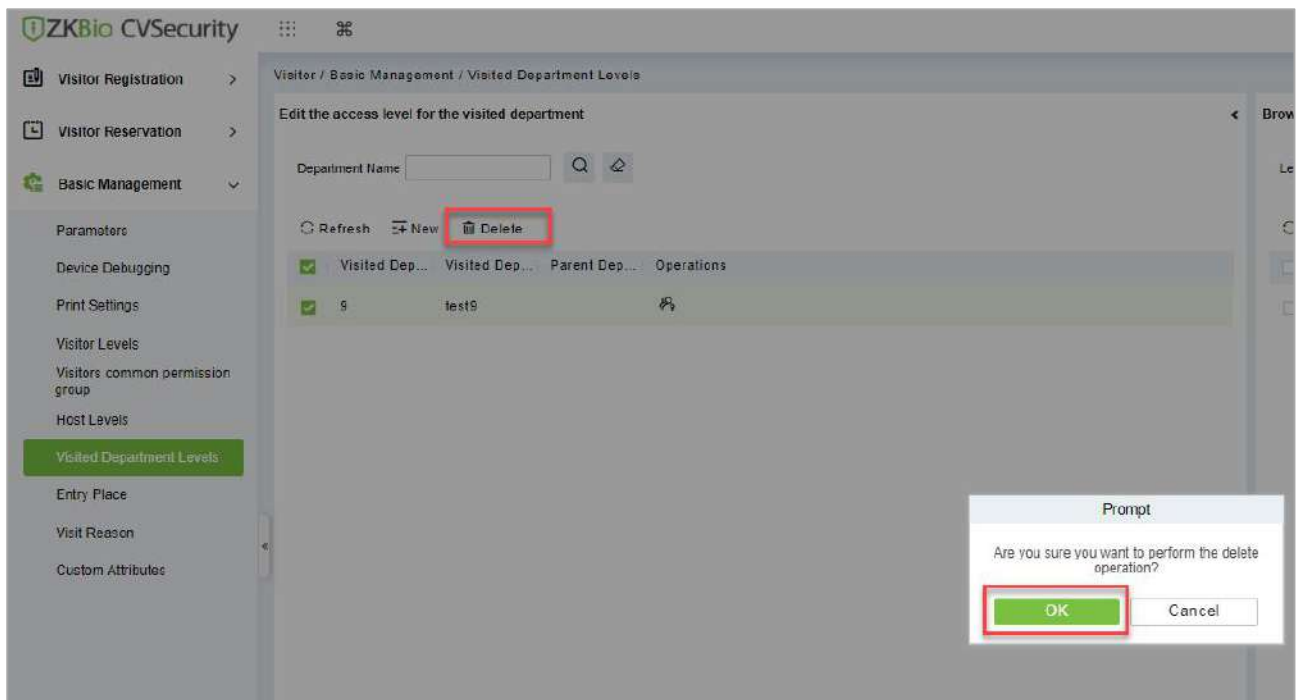 ZKBio CVSecurity
Visitor Registration
Visitor Reservation
Basic Management
Parameters
Device Debugging
Print Settings
Visitor Levels
Visitors common permission
group
Host Levels
Visited Department Levels
Entry Place
Visit Reason
Custom Attributes
Visitor / Basic Management / Visited Department Levels
Edit the access level for the visited department
Department Name
Refresh New Delete
Visited Dep... Visited Dep... Parent Dep... Operations
9 test9
Brow
Le
Prompt
Are you sure you want to perform the delete
operation?
OK Cancel